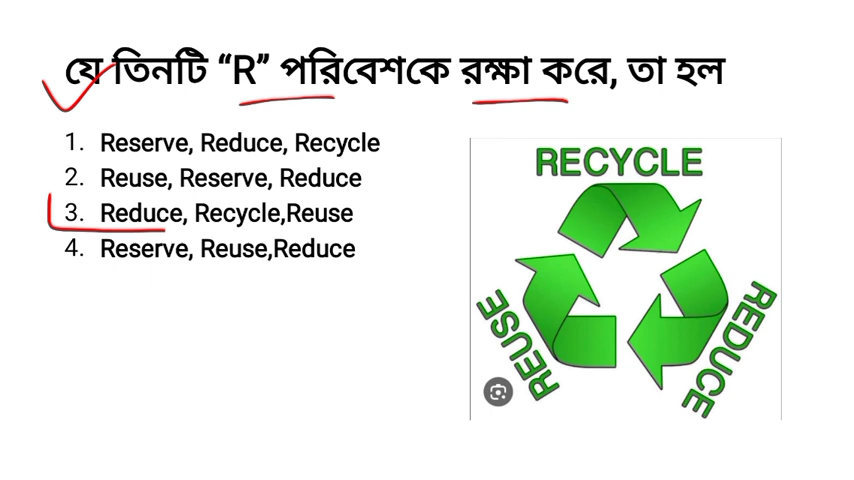 যে তিনটি “R” পরিবেশকে রক্ষা করে, তা হল
1. Reserve, Reduce, Recycle
2. Reuse, Reserve, Reduce
3. Reduce, Recycle,Reuse
4. Reserve, Reuse,Reduce
RECYCLE
REUSE
REDUCE